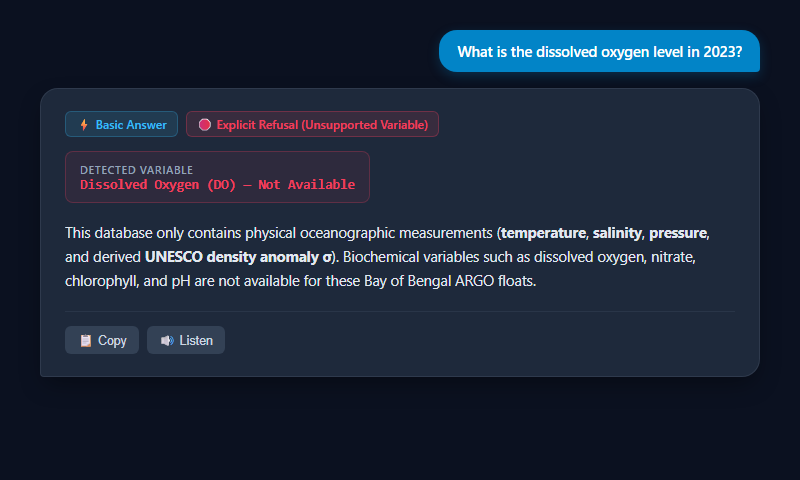 What is the dissolved oxygen level in 2023?
Basic Answer
Explicit Refusal (Unsupported Variable)
DETECTED VARIABLE
Dissolved Oxygen (DO) — Not Available
This database only contains physical oceanographic measurements (temperature, salinity, pressure,
and derived UNESCO density anomaly σ). Biochemical variables such as dissolved oxygen, nitrate,
chlorophyll, and pH are not available for these Bay of Bengal ARGO floats.
Copy
Listen